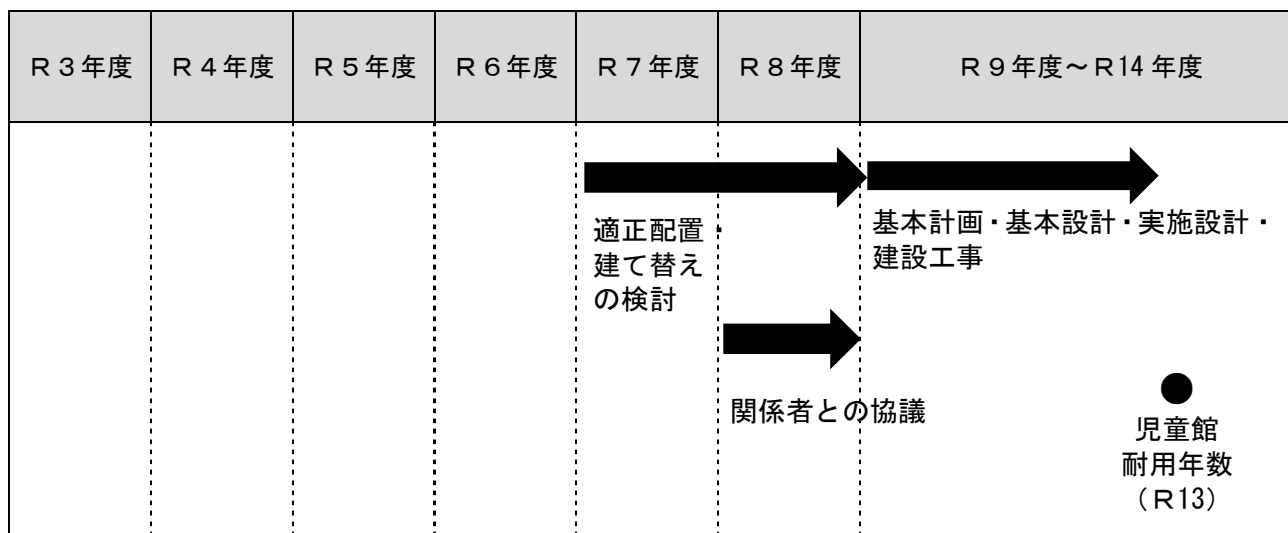 R3年度 R4年度 R5年度 R6年度 R7年度 R8年度 R9年度~R14年度
適正配置・
建て替え
の検討
基本計画・基本設計・実施設計・
建設工事
関係者との協議
児童館
耐用年数
(R13)